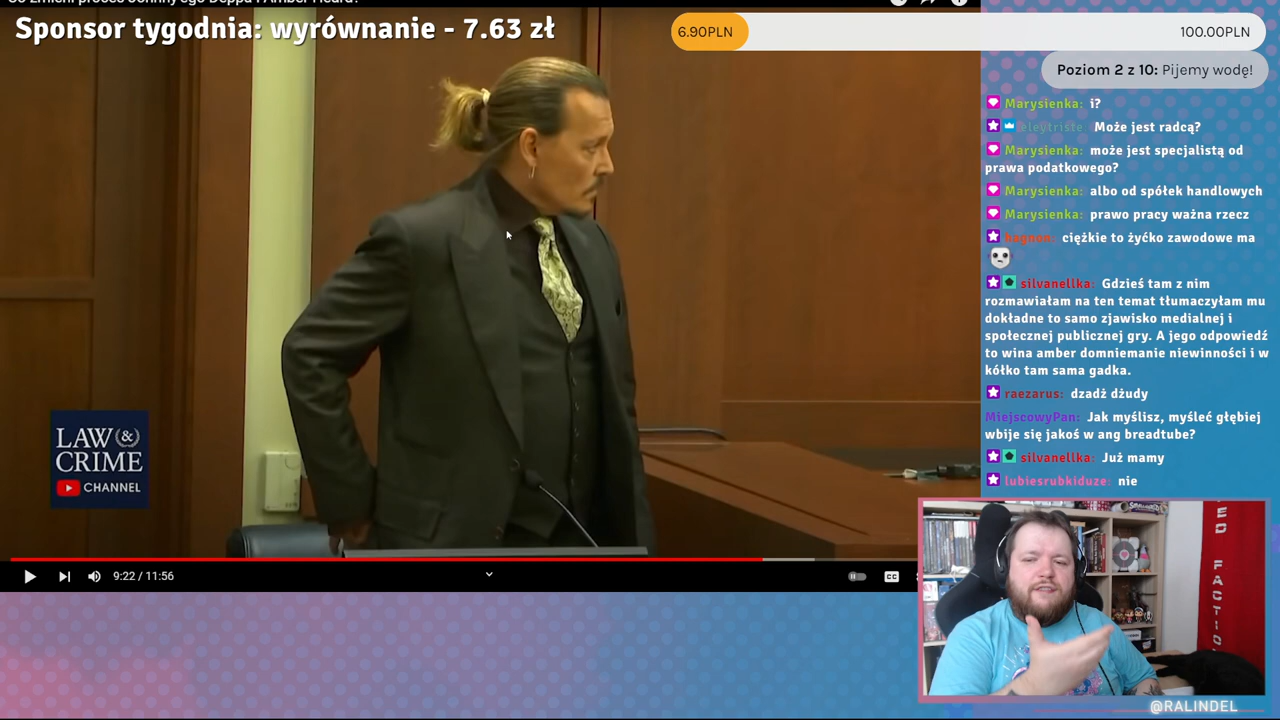 Sponsor tygodnia: wyrównanie - 7.63 zł
6.90PLN
100.00PLN
Poziom 2 z 10: Pijemy wodę!
Marysienka: i?
eleytriste Może jest radcą?
Marysienka: może jest specjalistą od
prawa podatkowego?
Marysienka: albo od spółek handlowych
Marysienka: prawo pracy ważna rzecz
ciężkie to żyćko zawodowe ma
silvanellka: Gdzieś tam z nim
rozmawiałam na ten temat tłumaczyłam mu
dokładne to samo zjawisko medialnej i
społecznej publicznej gry. A jego odpowiedź
to wina amber domniemanie niewinności i w
kółko tam sama gadka.
raezarus: dzadż dżudy
MiejscowyPan: Jak myślisz, myśleć głębiej
wbije się jakoś w ang breadtube?
silvanellka: Już mamy
lubiesrubkiduze: nie
LAW &
CRIME
CHANNEL
9:22 / 11:56
CC
@RALINDEL